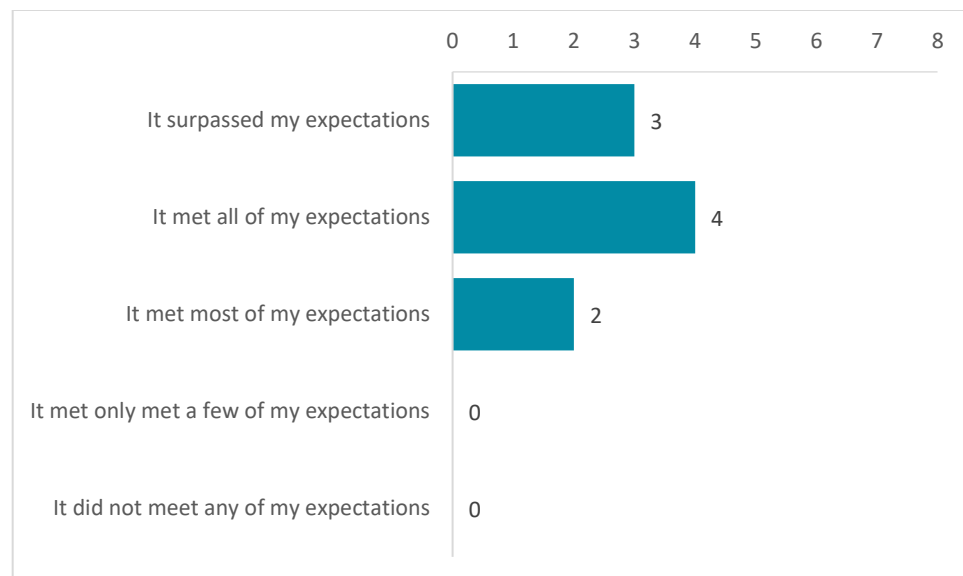 0 1 2 3 4 5 6 7 8
It surpassed my expectations 3
It met all of my expectations 4
It met most of my expectations 2
It met only met a few of my expectations 0
It did not meet any of my expectations 0